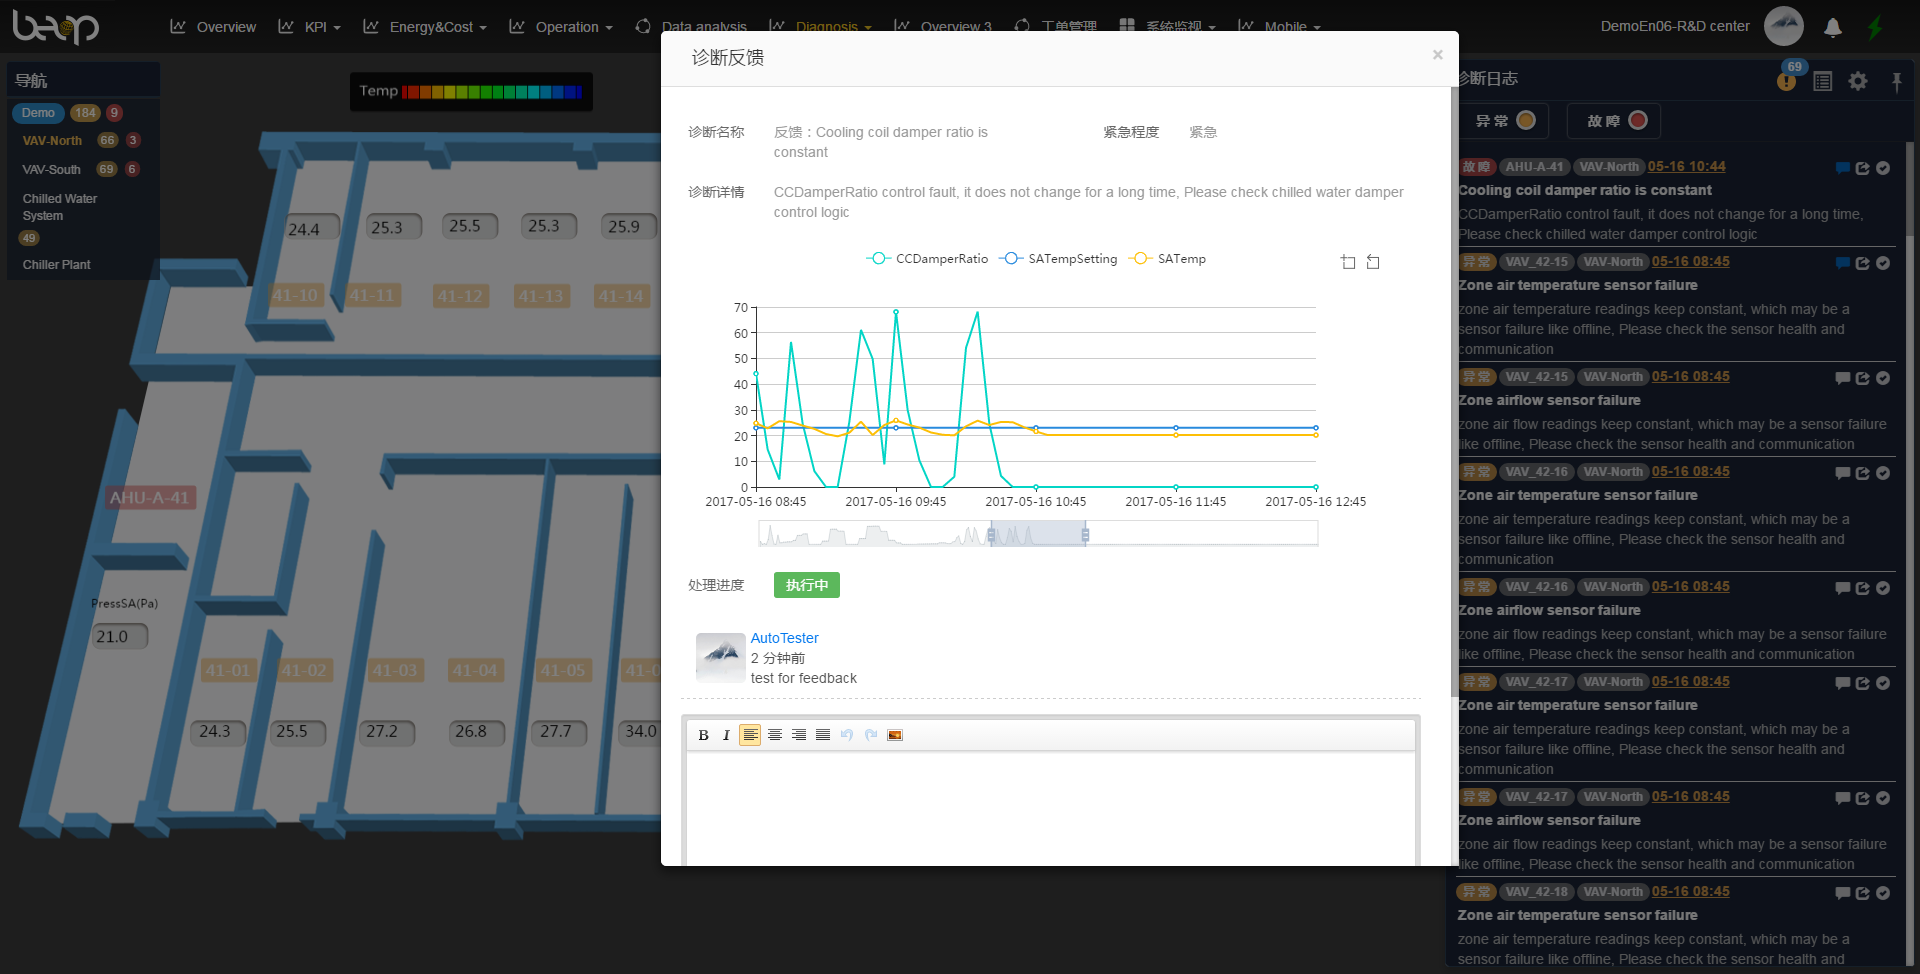 beop
Overview
KPI
Energy&Cost
Operation
Data analysis
Diagnosis
Overview 3
工单管理
系统监视
Mobile
DemoEn06-R&D center
导航
Demo 184 9
VAV-North 66 3
VAV-South 69 6
Chilled Water
System
49
Chiller Plant
Temp
24.4
25.3
25.5
25.3
25.9
41-10
41-11
41-12
41-13
41-14
AHU-A-41
PressSA(Pa)
21.0
41-01
41-02
41-03
41-04
41-05
24.3
25.5
27.2
26.8
27.7
34.0
诊断反馈
×
诊断名称 反馈 : Cooling coil damper ratio is
constant
紧急程度 紧急
诊断详情 CCDamperRatio control fault, it does not change for a long time, Please check chilled water damper
control logic
CCDamperRatio SATempSetting SATemp
70
60
50
40
30
20
10
0
2017-05-16 08:45 2017-05-16 09:45 2017-05-16 10:45 2017-05-16 11:45 2017-05-16 12:45
处理进度 执行中
AutoTester
2 分钟前
test for feedback
B I
诊断日志
69
异常 故障
故障 AHU-A-41 VAV-North 05-16 10:44
Cooling coil damper ratio is constant
CCDamperRatio control fault, it does not change for a long time,
Please check chilled water damper control logic
异常 VAV_42-15 VAV-North 05-16 08:45
Zone air temperature sensor failure
zone air temperature readings keep constant, which may be a
sensor failure like offline, Please check the sensor health and
communication
异常 VAV_42-15 VAV-North 05-16 08:45
Zone airflow sensor failure
zone air flow readings keep constant, which may be a sensor failure
like offline, Please check the sensor health and communication
异常 VAV_42-16 VAV-North 05-16 08:45
Zone air temperature sensor failure
zone air temperature readings keep constant, which may be a
sensor failure like offline, Please check the sensor health and
communication
异常 VAV_42-16 VAV-North 05-16 08:45
Zone airflow sensor failure
zone air flow readings keep constant, which may be a sensor failure
like offline, Please check the sensor health and communication
异常 VAV_42-17 VAV-North 05-16 08:45
Zone air temperature sensor failure
zone air temperature readings keep constant, which may be a
sensor failure like offline, Please check the sensor health and
communication
异常 VAV_42-17 VAV-North 05-16 08:45
Zone airflow sensor failure
zone air flow readings keep constant, which may be a sensor failure
like offline, Please check the sensor health and communication
异常 VAV_42-18 VAV-North 05-16 08:45
Zone air temperature sensor failure
zone air temperature readings keep constant, which may be a
sensor failure like offline, Please check the sensor health and